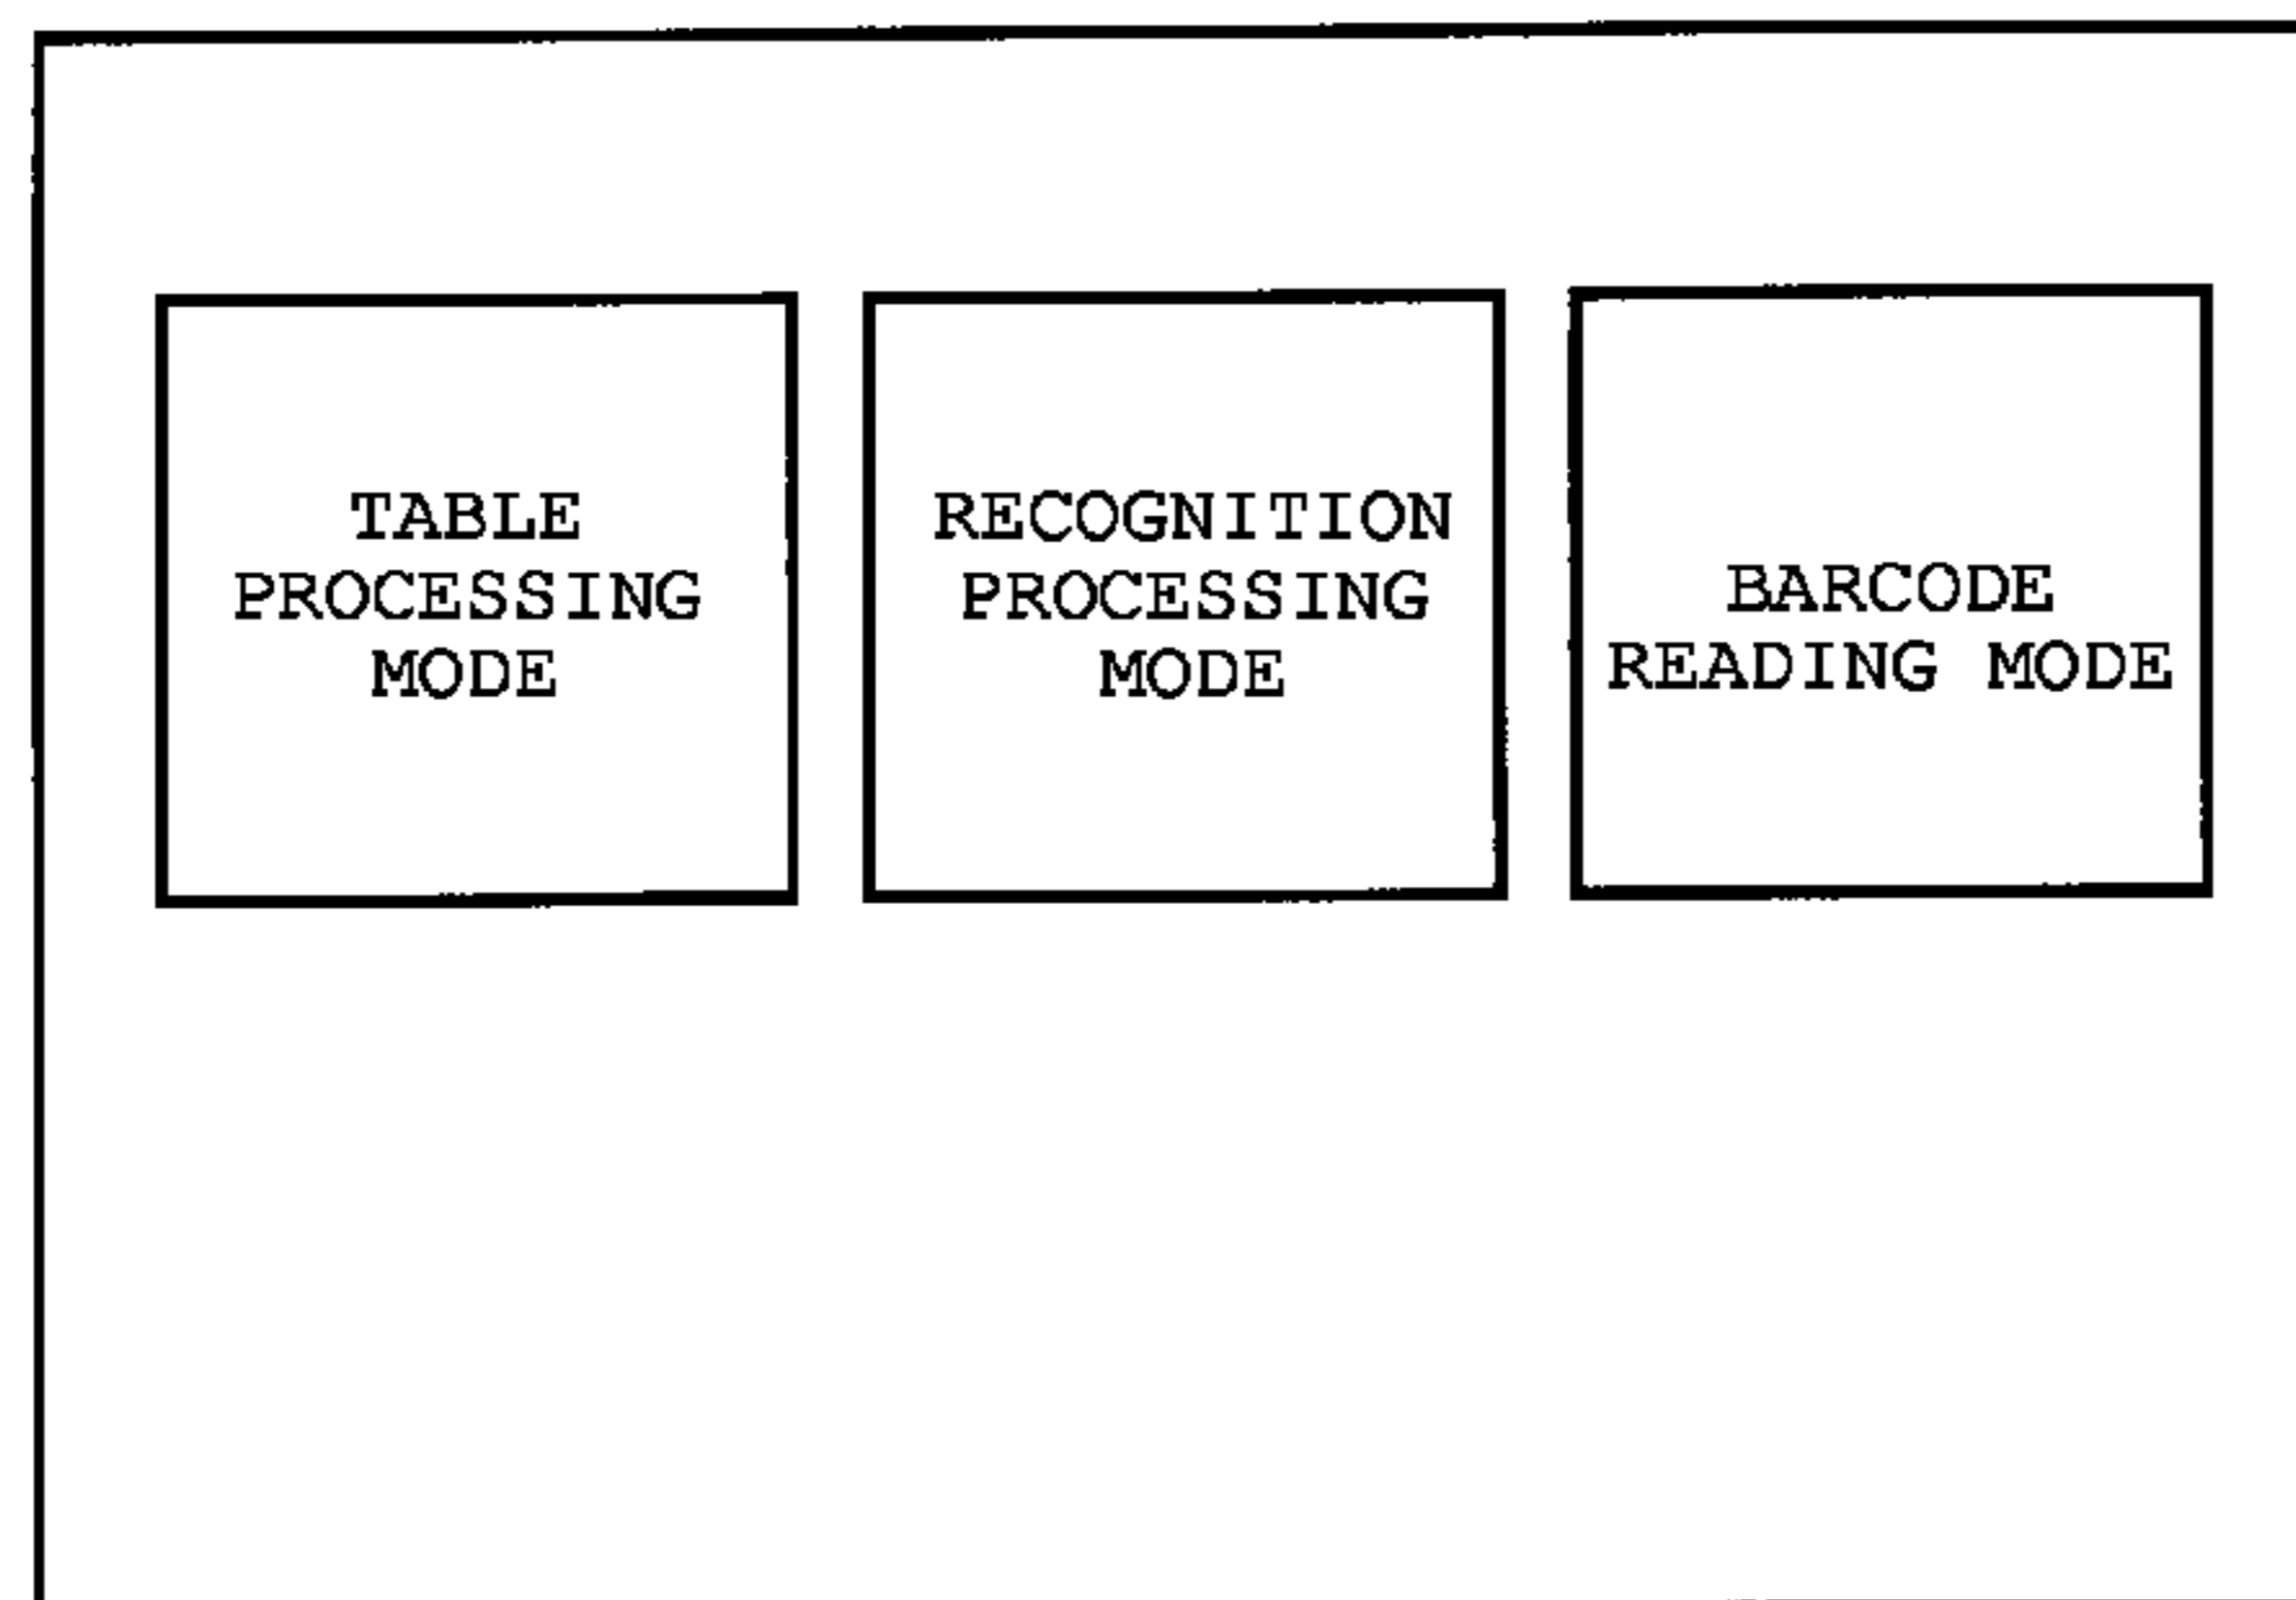 TABLE
PROCESSING
MODE
RECOGNITION
PROCESSING
MODE
BARCODE
READING MODE